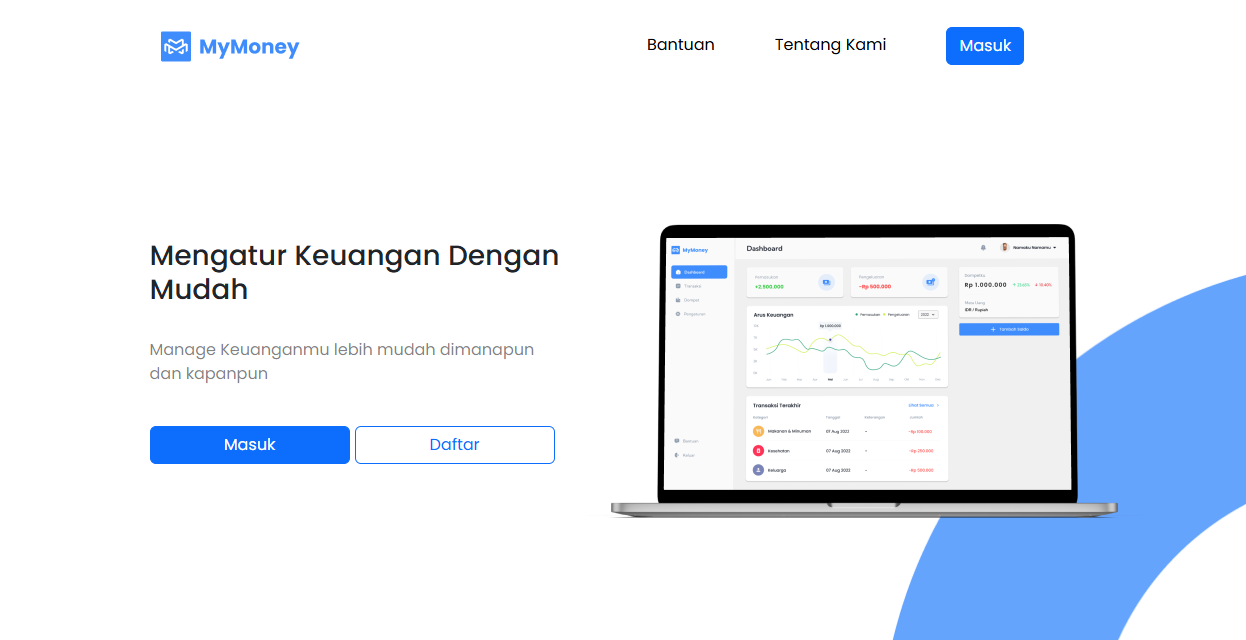 MyMoney
Bantuan
Tentang Kami
Masuk
Mengatur Keuangan Dengan
Mudah
Manage Keuanganmu lebih mudah dimanapun
dan kapanpun
Masuk
Daftar
MyMoney
Dashboard
Namaku Namamu
Dashboard
Transaksi
Dompet
Pengaturan
Bantuan
Keluar
Pemasukan
+2.500.000
Pengeluaran
-Rp 500.000
Rp 1.000.000
Mata Uang
IDR / Rupiah
Arus Keuangan
Pemasukan
Pengeluaran
2022
Rp 1.000.000
Mei
Transaksi Terakhir
Lihat Semua
Kategori
Tanggal
Keterangan
Jumlah
Makanan & Minuman
07 Aug 2022
-
-Rp 100.000
Kesehatan
07 Aug 2022
-
-Rp 200.000
Keluarga
07 Aug 2022
-
-Rp 500.000